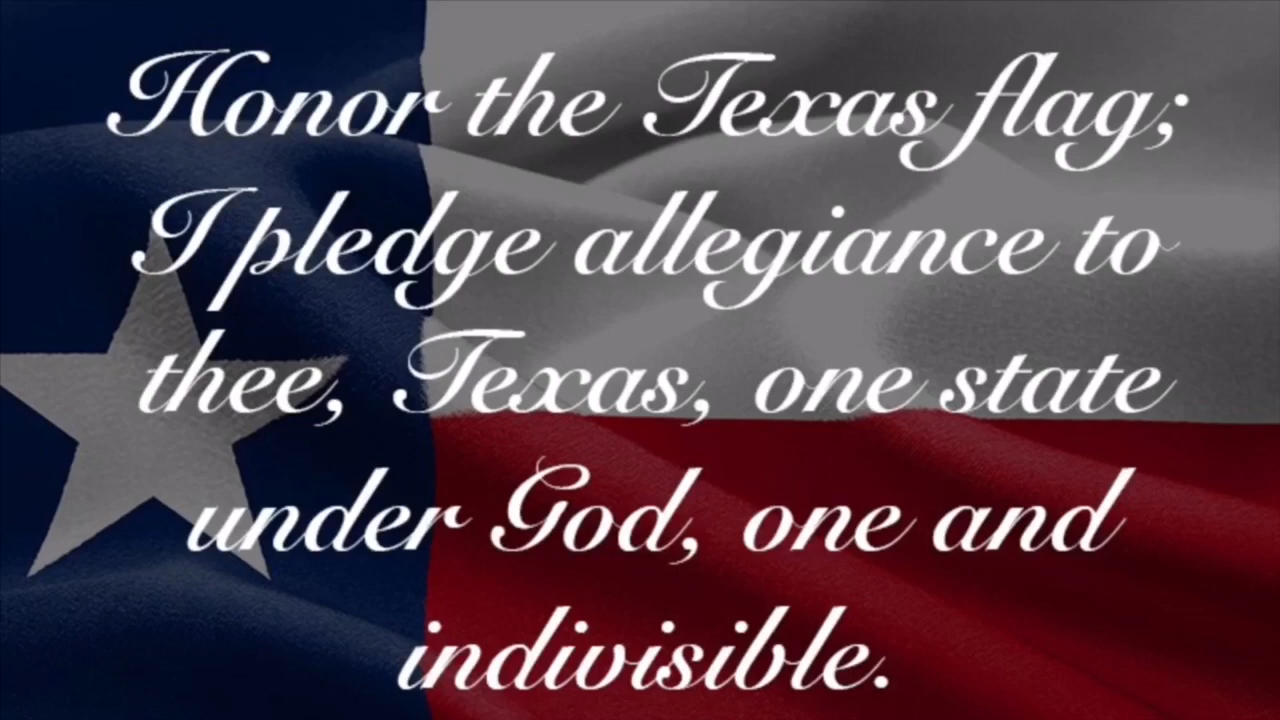 Honor the Texas flag;
I pledge allegiance to
thee, Texas, one state
under God, one and
indivisible.